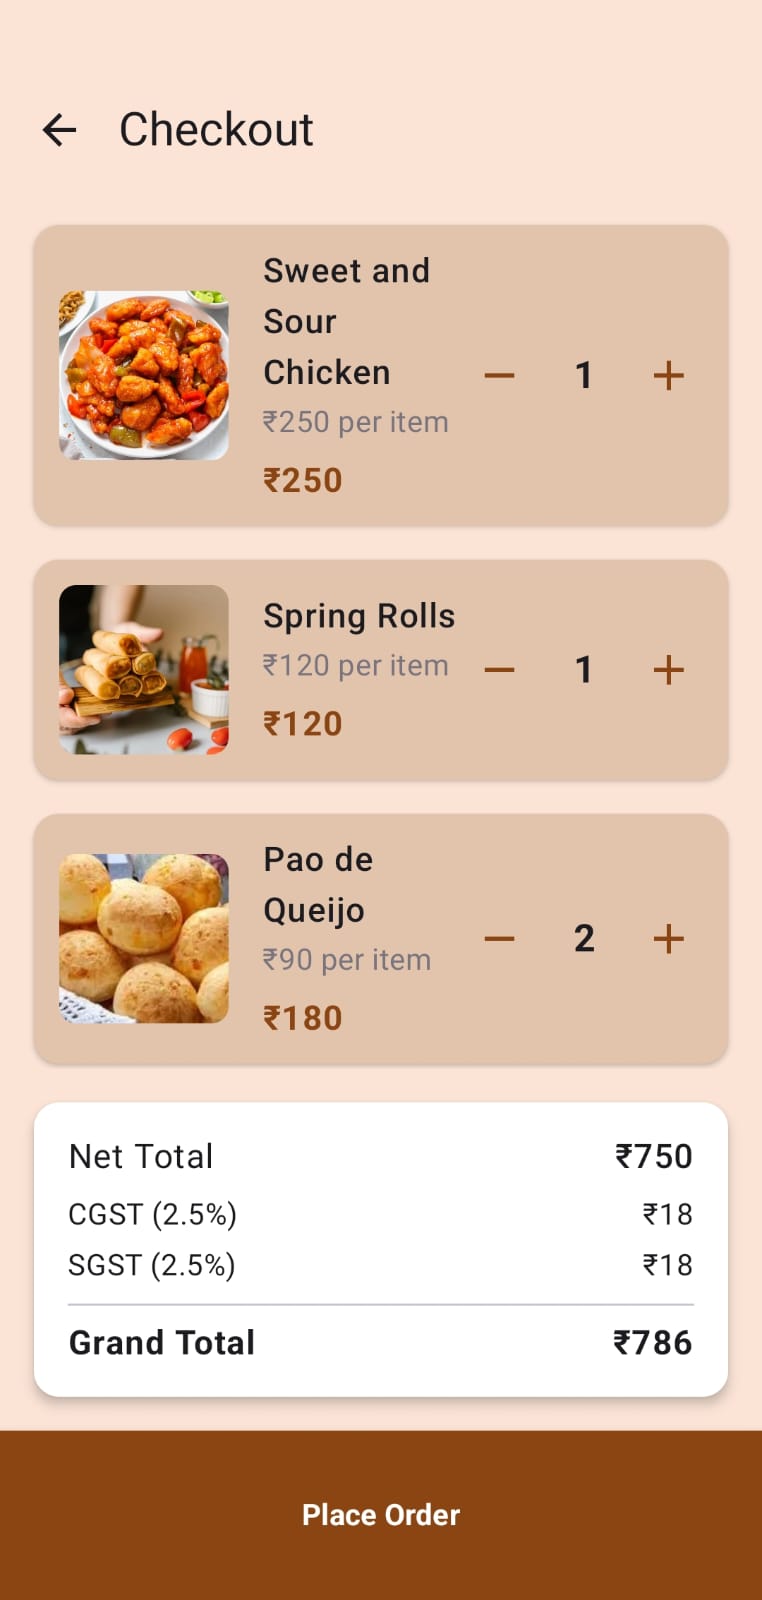 Checkout
Sweet and
Sour
Chicken
₹250 per item
₹250
1
Spring Rolls
₹120 per item
₹120
1
Pao de
Queijo
₹90 per item
₹180
2
Net Total ₹750
CGST (2.5%) ₹18
SGST (2.5%) ₹18
Grand Total ₹786
Place Order